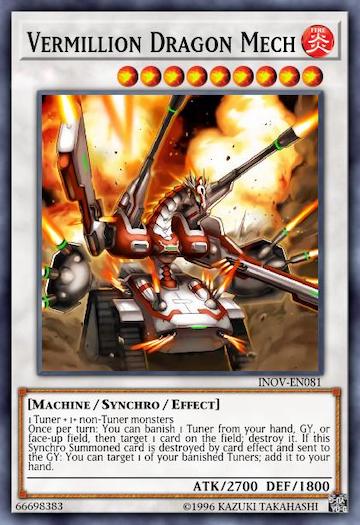 VERMILLION DRAGON MECH
FIRE
炎
INOV-EN081
[MACHINE / SYNCHRO / EFFECT]
1 Tuner + 1+ non-Tuner monsters
Once per turn: You can banish 1 Tuner from your hand, GY, or
face-up field, then target 1 card on the field; destroy it. If this
Synchro Summoned card is destroyed by card effect and sent to
the GY: You can target 1 of your banished Tuners; add it to your
hand.
ATK/2700 DEF/1800
66698383
©1996 KAZUKI TAKAHASHI